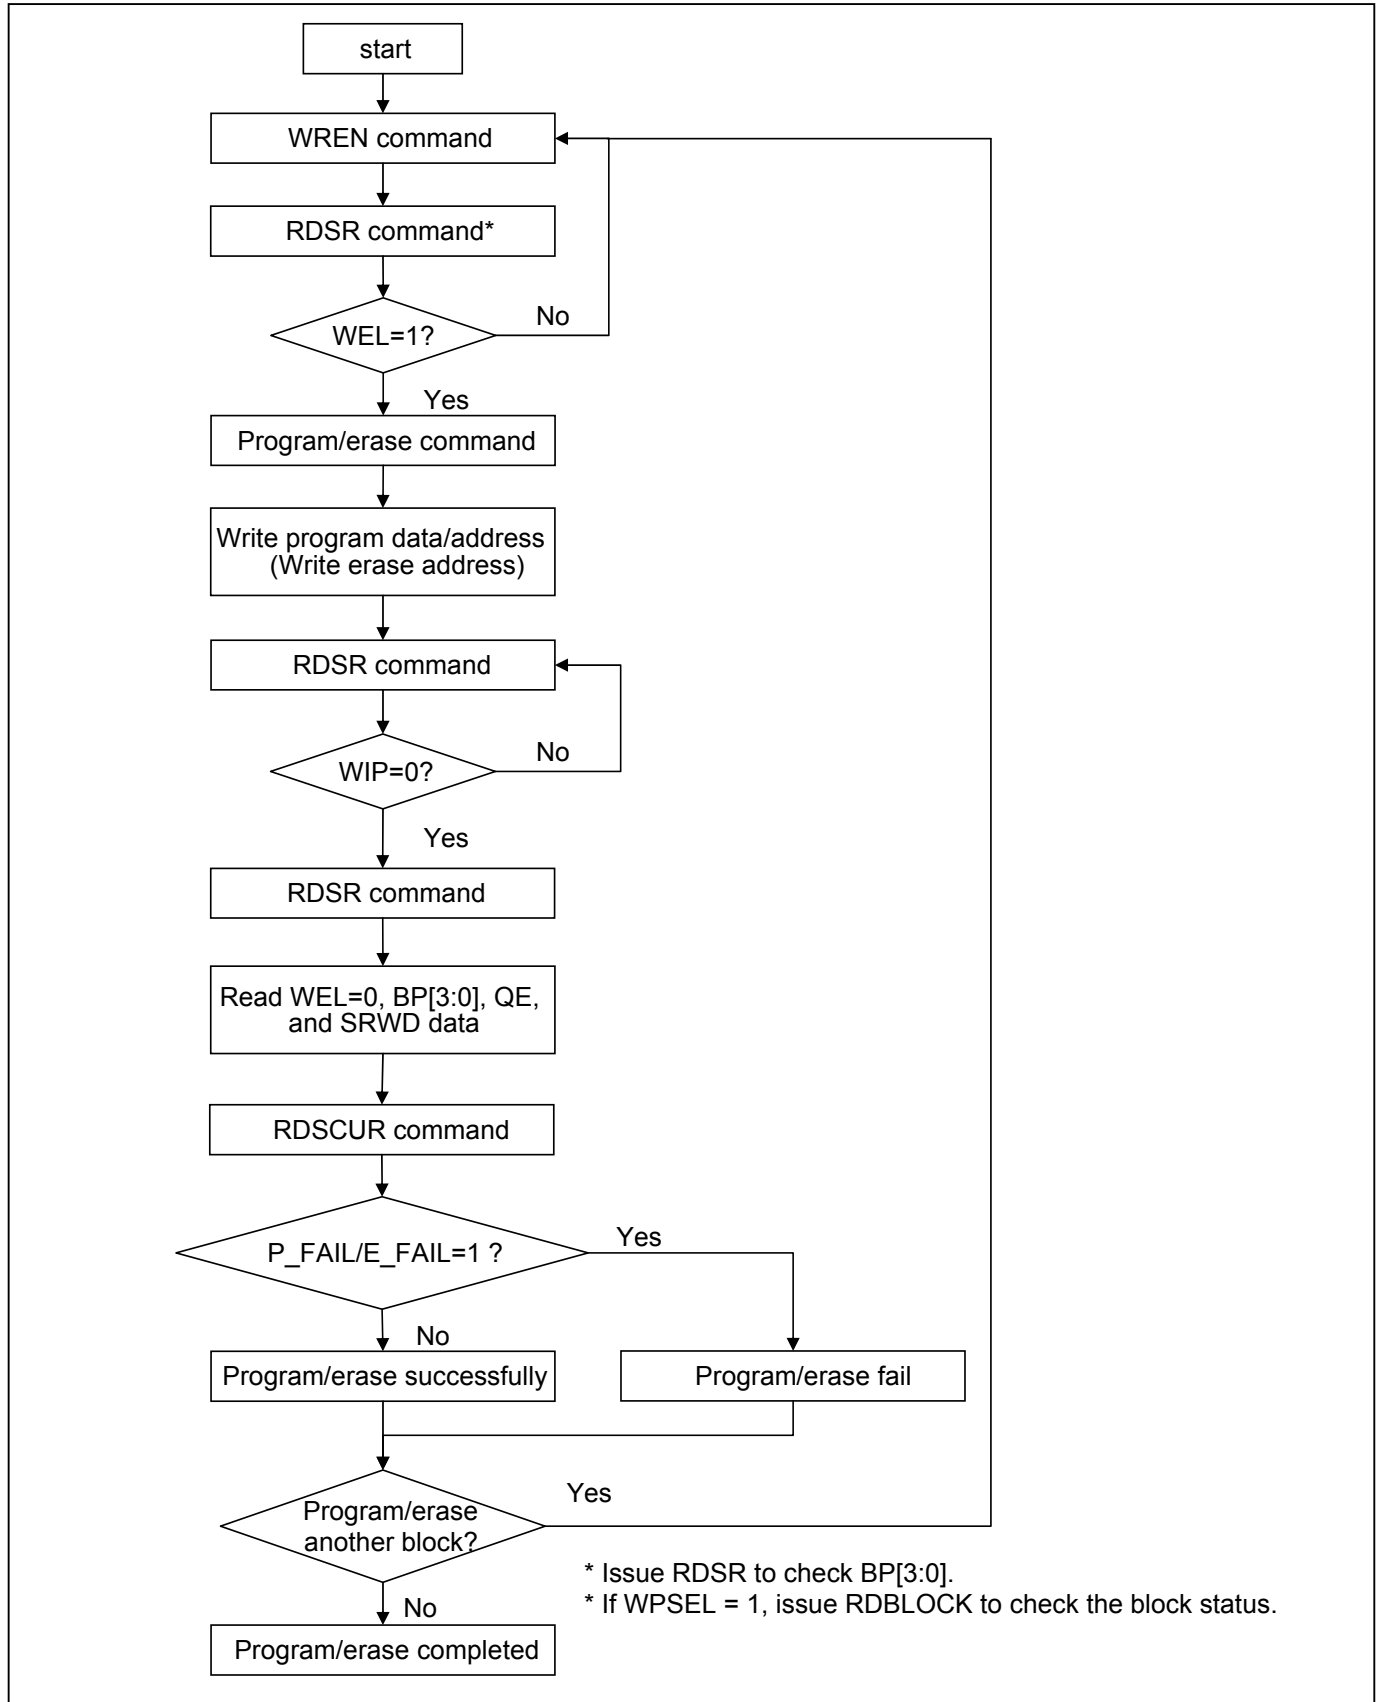 start
WREN command
RDSR command*
WEL=1?
No
Yes
Program/erase command
Write program data/address
(Write erase address)
RDSR command
WIP=0?
No
Yes
RDSR command
Read WEL=0, BP[3:0], QE,
and SRWD data
RDSCUR command
P_FAIL/E_FAIL=1 ?
Yes
No
Program/erase successfully
Program/erase fail
Program/erase
another block?
Yes
No
* Issue RDSR to check BP[3:0].
* If WPSEL = 1, issue RDBLOCK to check the block status.
Program/erase completed